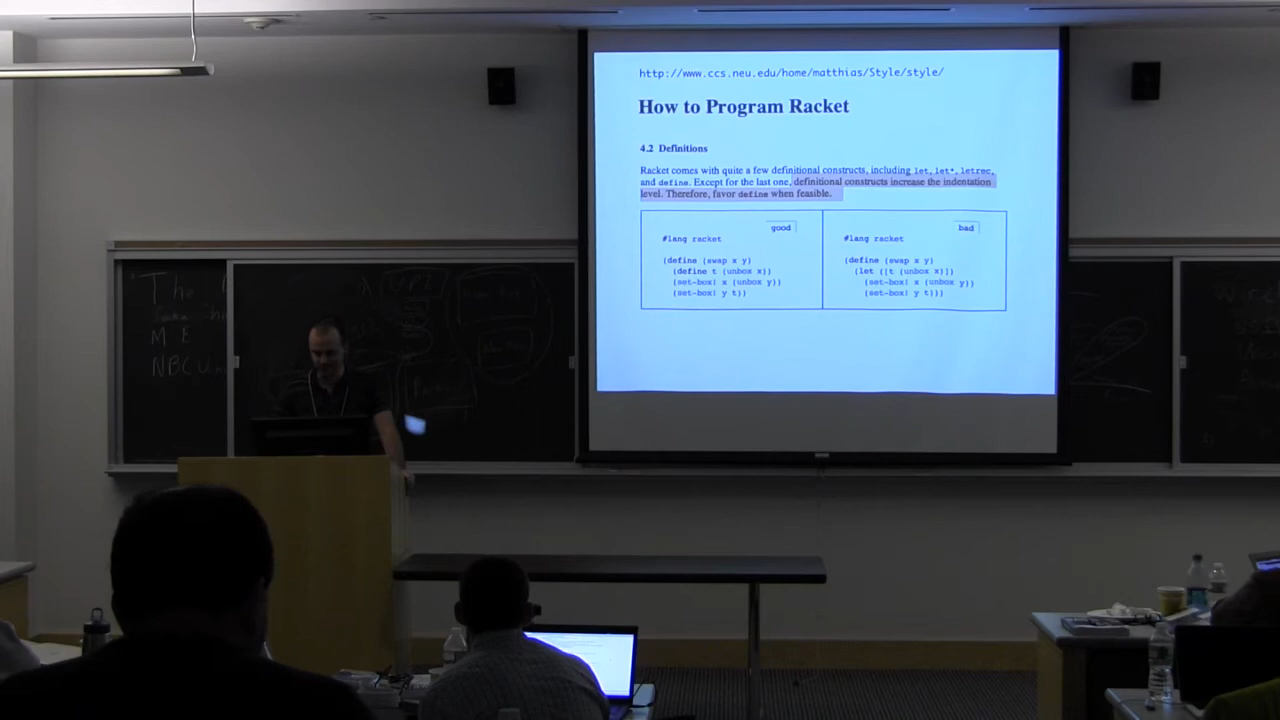 http://www.ccs.neu.edu/home/matthias/Style/style/
How to Program Racket
4.2 Definitions
Racket comes with quite a few definitional constructs, including let, let*, letrec,
and define. Except for the last one, definitional constructs increase the indentation
level. Therefore, favor define when feasible.
good
#lang racket
(define (swap x y)
(define t (unbox x))
(set-box! x (unbox y))
(set-box! y t))
bad
#lang racket
(define (swap x y)
(let ([t (unbox x)])
(set-box! x (unbox y))
(set-box! y t)))
The
M E
NBC